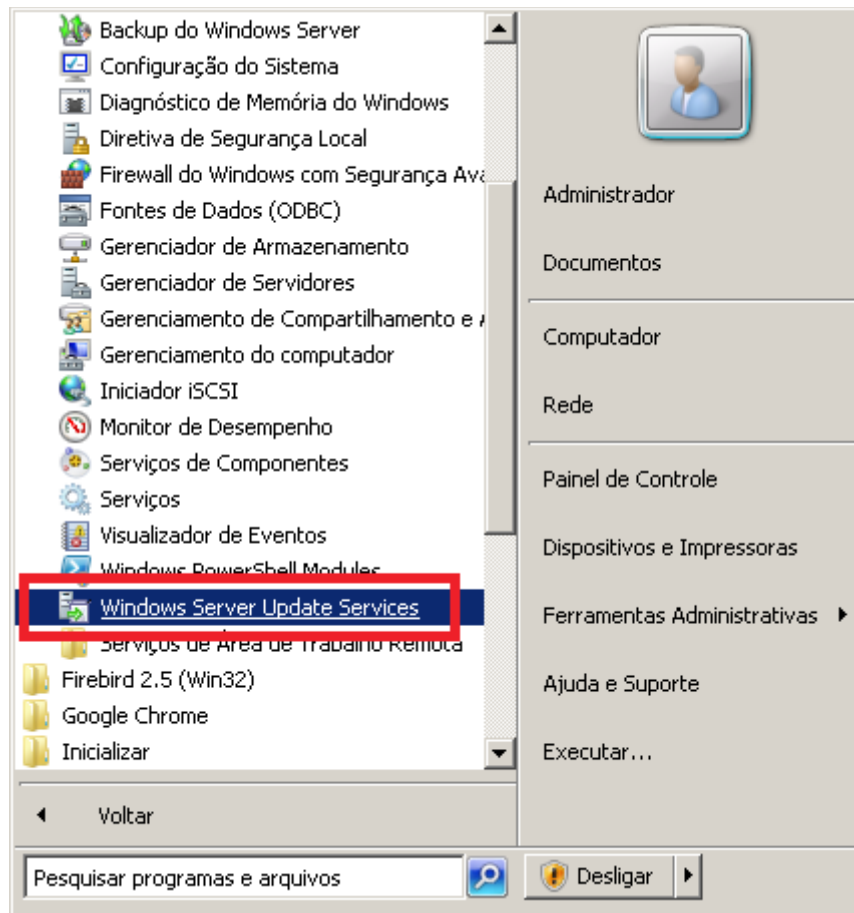 Backup do Windows Server
Configuração do Sistema
Diagnóstico de Memória do Windows
Diretiva de Segurança Local
Firewall do Windows com Segurança Ava
Fontes de Dados (ODBC)
Gerenciador de Armazenamento
Gerenciador de Servidores
Gerenciamento de Compartilhamento e A
Gerenciamento do computador
Iniciador iSCSI
Monitor de Desempenho
Serviços de Componentes
Serviços
Visualizador de Eventos
Windows PowerShell Modules
Windows Server Update Services
Serviços de Área de Trabalho Remota
Firebird 2.5 (Win32)
Google Chrome
Inicializar
Voltar
Pesquisar programas e arquivos
Administrador
Documentos
Computador
Rede
Painel de Controle
Dispositivos e Impressoras
Ferramentas Administrativas
Ajuda e Suporte
Executar...
Desligar